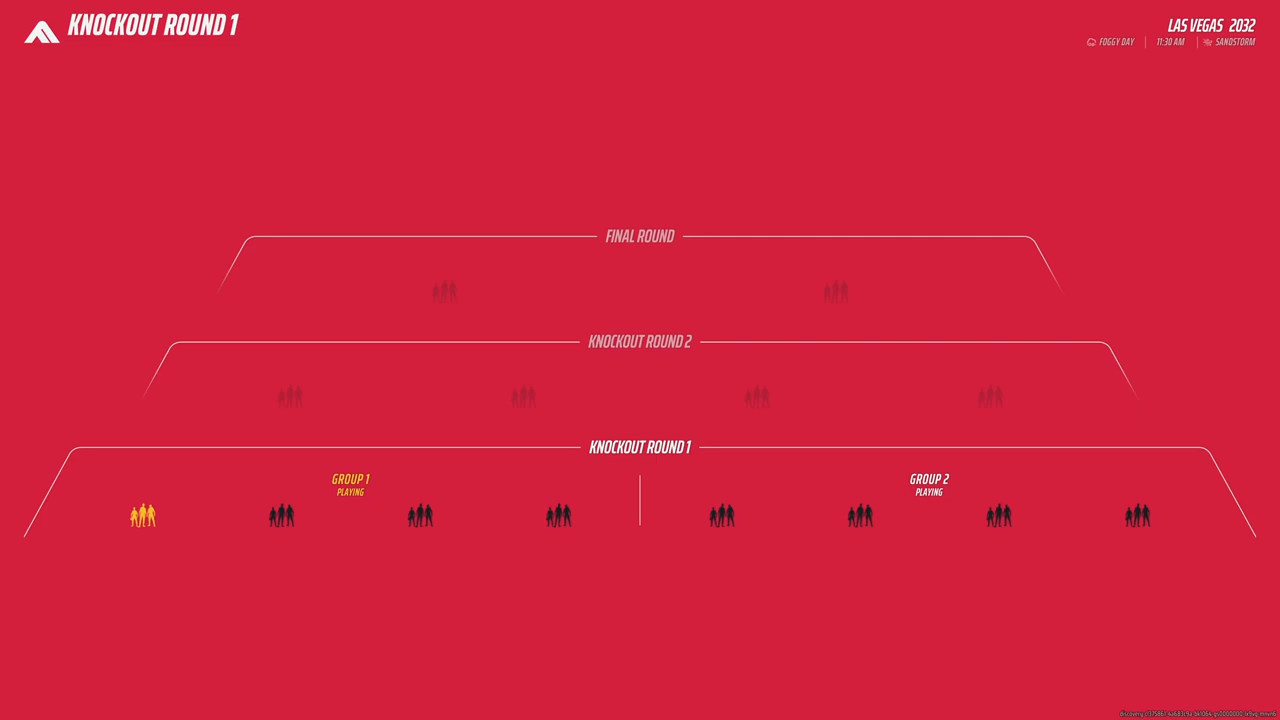 KNOCKOUT ROUND 1
LAS VEGAS 2032
FOGGY DAY 11:30 AM SANDSTORM
FINAL ROUND
KNOCKOUT ROUND 2
KNOCKOUT ROUND 1
GROUP 1
PLAYING
GROUP 2
PLAYING